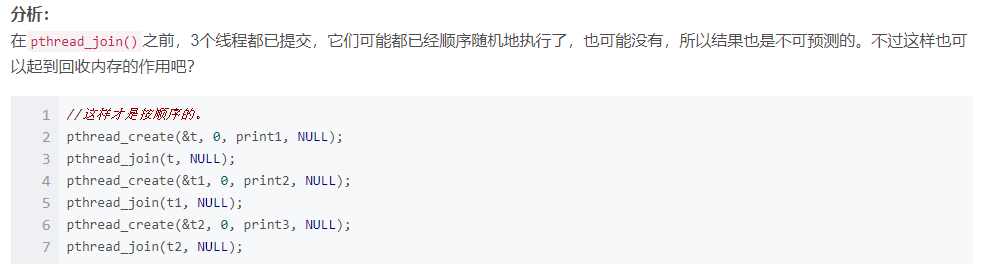 分析：
在 pthread_join() 之前，3个线程都已提交，它们可能都已经顺序随机地执行了，也可能没有，所以结果也是不可预测的。不过这样也可
以起到回收内存的作用吧？
1 //这样才是按顺序的。
2 pthread_create(&t, 0, print1, NULL);
3 pthread_join(t, NULL);
4 pthread_create(&t1, 0, print2, NULL);
5 pthread_join(t1, NULL);
6 pthread_create(&t2, 0, print3, NULL);
7 pthread_join(t2, NULL);